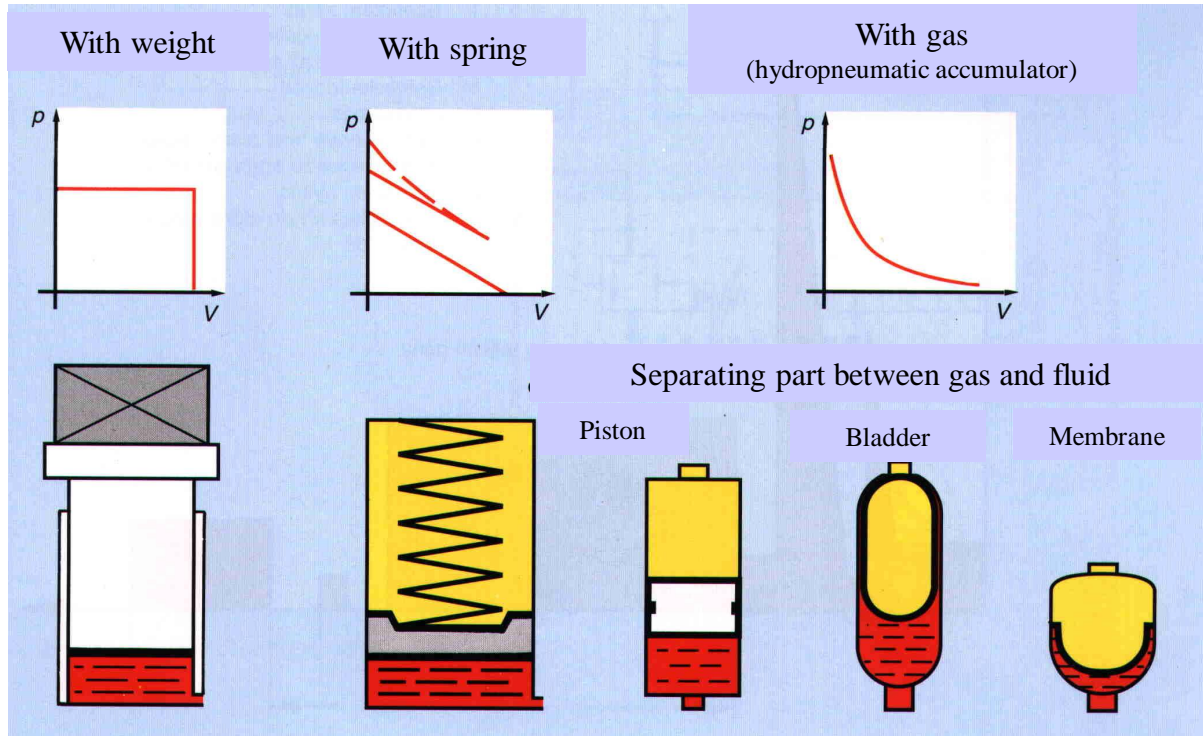 With weight
With spring
With gas
(hydropneumatic accumulator)
p
V
p
V
p
V
Separating part between gas and fluid
Piston
Bladder
Membrane